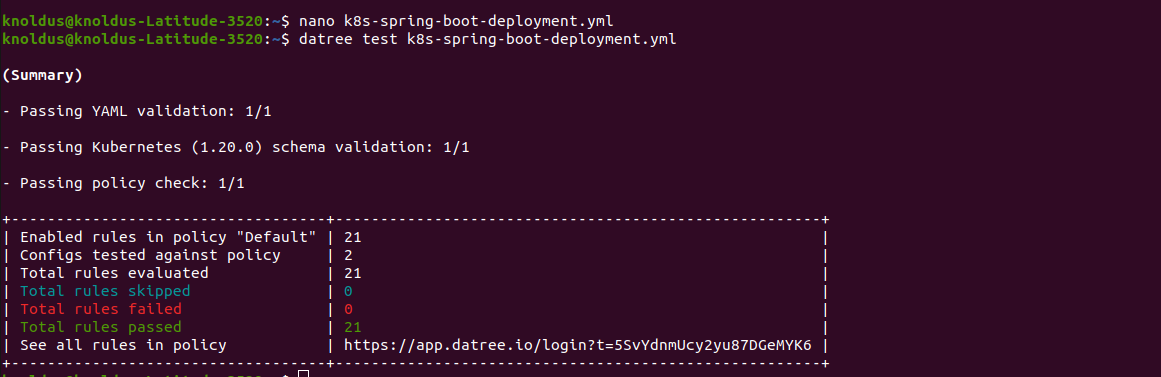 knoldus@knoldus-Latitude-3520:~$ nano k8s-spring-boot-deployment.yml
knoldus@knoldus-Latitude-3520:~$ datree test k8s-spring-boot-deployment.yml
(Summary)
- Passing YAML validation: 1/1
- Passing Kubernetes (1.20.0) schema validation: 1/1
- Passing policy check: 1/1
+-----------------------------------+------------------------------------------------------+
| Enabled rules in policy "Default" | 21                                                   |
| Configs tested against policy     | 2                                                    |
| Total rules evaluated             | 21                                                   |
| Total rules skipped               | 0                                                    |
| Total rules failed                | 0                                                    |
| Total rules passed                | 21                                                   |
| See all rules in policy           | https://app.datree.io/login?t=5SvYdnmUcy2yu87DGeMYK6 |
+-----------------------------------+------------------------------------------------------+
knoldus@knoldus-Latitude-3520:~$